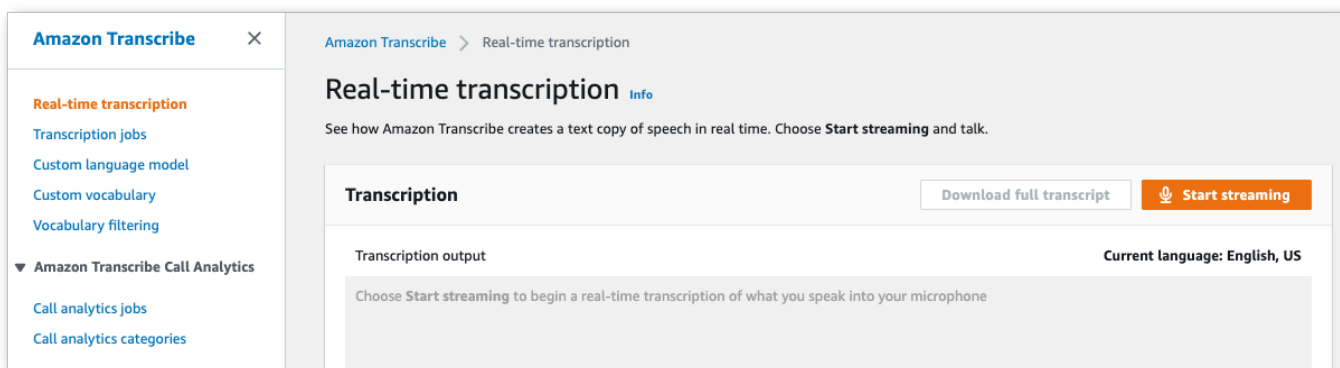 Amazon Transcribe
Real-time transcription
Transcription jobs
Custom language model
Custom vocabulary
Vocabulary filtering
Amazon Transcribe Call Analytics
Call analytics jobs
Call analytics categories
Amazon Transcribe > Real-time transcription
Real-time transcription Info
See how Amazon Transcribe creates a text copy of speech in real time. Choose Start streaming and talk.
Transcription Download full transcript Start streaming
Transcription output Current language: English, US
Choose Start streaming to begin a real-time transcription of what you speak into your microphone